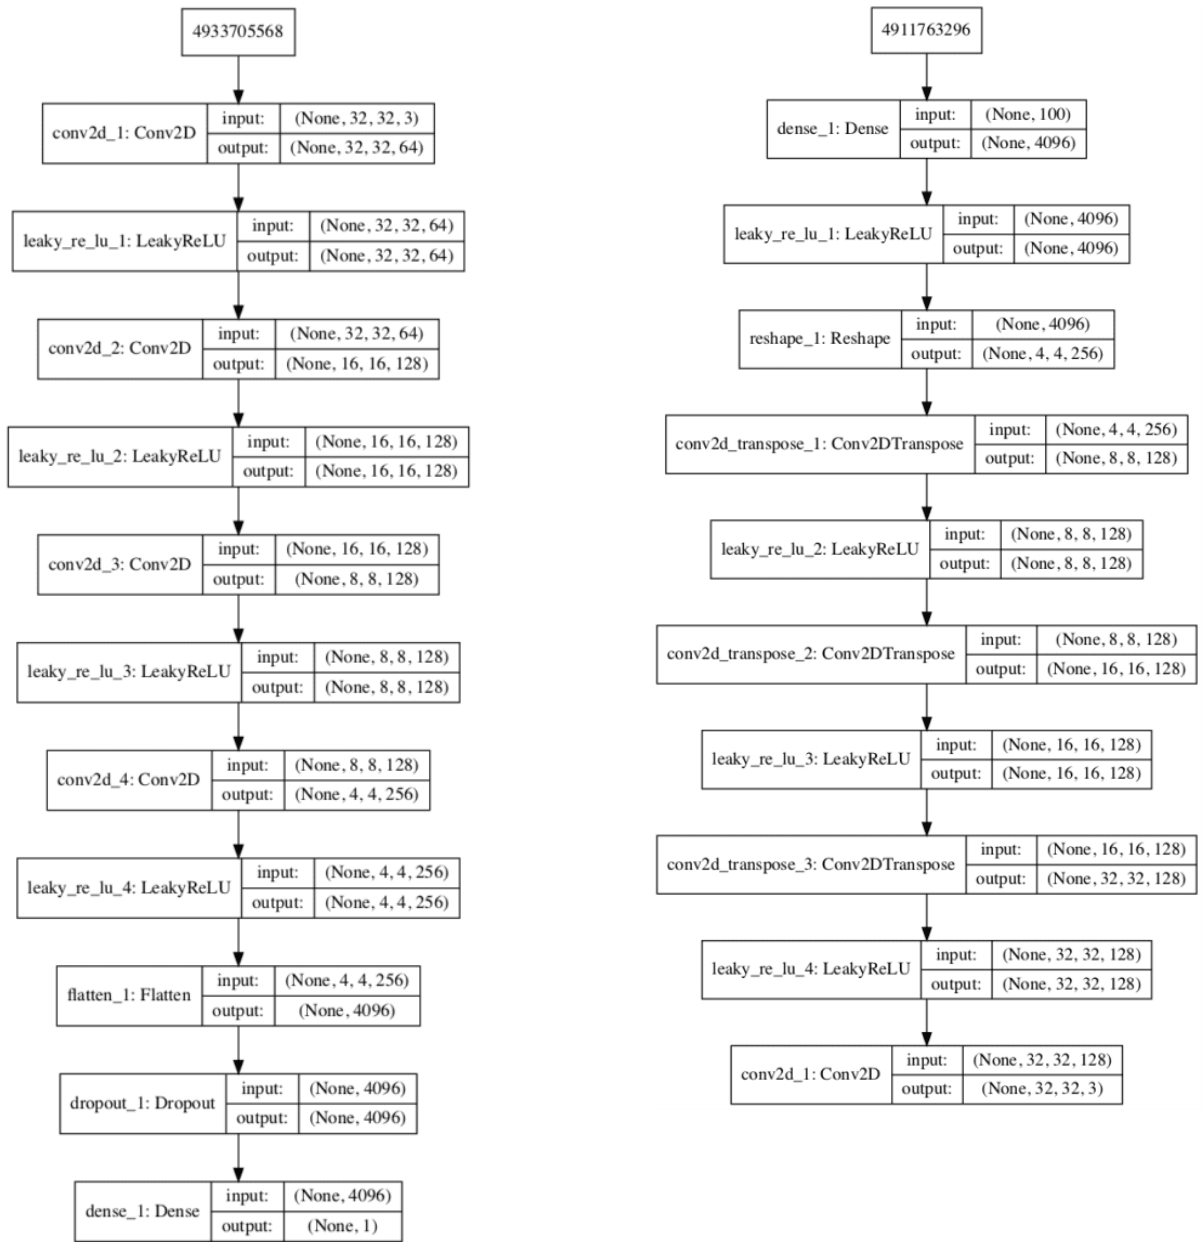 4933705568
conv2d_1: Conv2D
input: (None, 32, 32, 3)
output: (None, 32, 32, 64)
leaky_re_lu_1: LeakyReLU
input: (None, 32, 32, 64)
output: (None, 32, 32, 64)
conv2d_2: Conv2D
input: (None, 32, 32, 64)
output: (None, 16, 16, 128)
leaky_re_lu_2: LeakyReLU
input: (None, 16, 16, 128)
output: (None, 16, 16, 128)
conv2d_3: Conv2D
input: (None, 16, 16, 128)
output: (None, 8, 8, 128)
leaky_re_lu_3: LeakyReLU
input: (None, 8, 8, 128)
output: (None, 8, 8, 128)
conv2d_4: Conv2D
input: (None, 8, 8, 128)
output: (None, 4, 4, 256)
leaky_re_lu_4: LeakyReLU
input: (None, 4, 4, 256)
output: (None, 4, 4, 256)
flatten_1: Flatten
input: (None, 4, 4, 256)
output: (None, 4096)
dropout_1: Dropout
input: (None, 4096)
output: (None, 4096)
dense_1: Dense
input: (None, 4096)
output: (None, 1)
4911763296
dense_1: Dense
input: (None, 100)
output: (None, 4096)
leaky_re_lu_1: LeakyReLU
input: (None, 4096)
output: (None, 4096)
reshape_1: Reshape
input: (None, 4096)
output: (None, 4, 4, 256)
conv2d_transpose_1: Conv2DTranspose
input: (None, 4, 4, 256)
output: (None, 8, 8, 128)
leaky_re_lu_2: LeakyReLU
input: (None, 8, 8, 128)
output: (None, 8, 8, 128)
conv2d_transpose_2: Conv2DTranspose
input: (None, 8, 8, 128)
output: (None, 16, 16, 128)
leaky_re_lu_3: LeakyReLU
input: (None, 16, 16, 128)
output: (None, 16, 16, 128)
conv2d_transpose_3: Conv2DTranspose
input: (None, 16, 16, 128)
output: (None, 32, 32, 128)
leaky_re_lu_4: LeakyReLU
input: (None, 32, 32, 128)
output: (None, 32, 32, 128)
conv2d_1: Conv2D
input: (None, 32, 32, 128)
output: (None, 32, 32, 3)